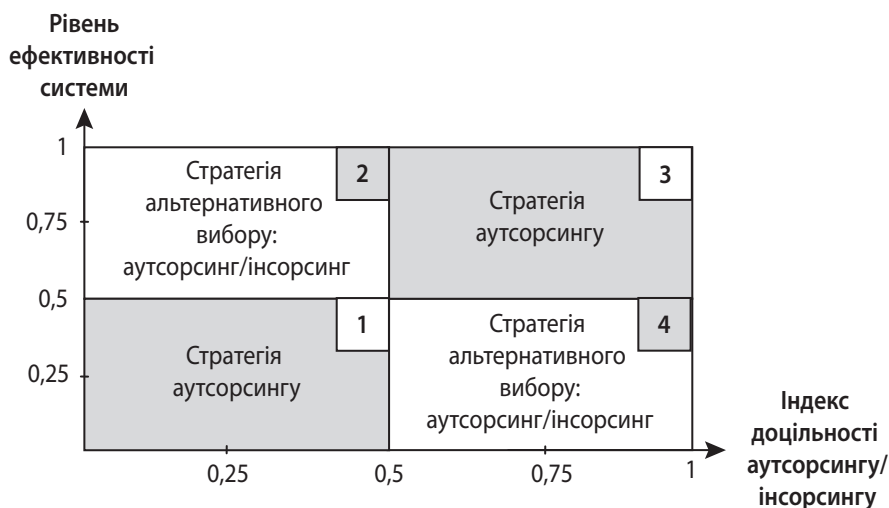 Рівень
ефективності
системи
1
Стратегія
альтернативного
вибору:
аутсорсинг/інсорсинг
2
Стратегія
аутсорсингу
3
0,75
0,5
Стратегія
аутсорсингу
1
Стратегія
альтернативного
вибору:
аутсорсинг/інсорсинг
4
0,25
0,25
0,5
0,75
1
Індекс
доцільності
аутсорсингу/
інсорсингу